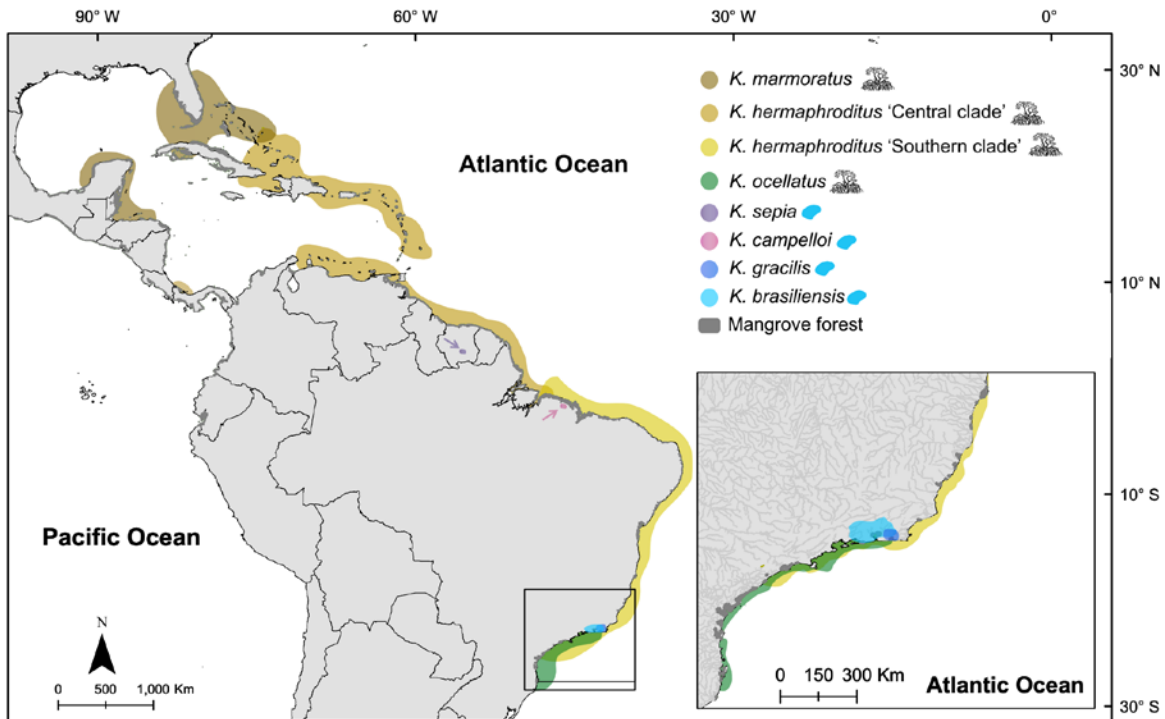 90° W 60° W 30° W 0°
30° N
K. marmoratus
K. hermaphroditus 'Central clade'
K. hermaphroditus 'Southern clade'
Atlantic Ocean
K. ocellatus
K. sepia
K. campelloi
K. gracilis
10° N
K. brasiliensis
Mangrove forest
10° S
Pacific Ocean
N
0 500 1,000 Km
0 150 300 Km
Atlantic Ocean
30° S